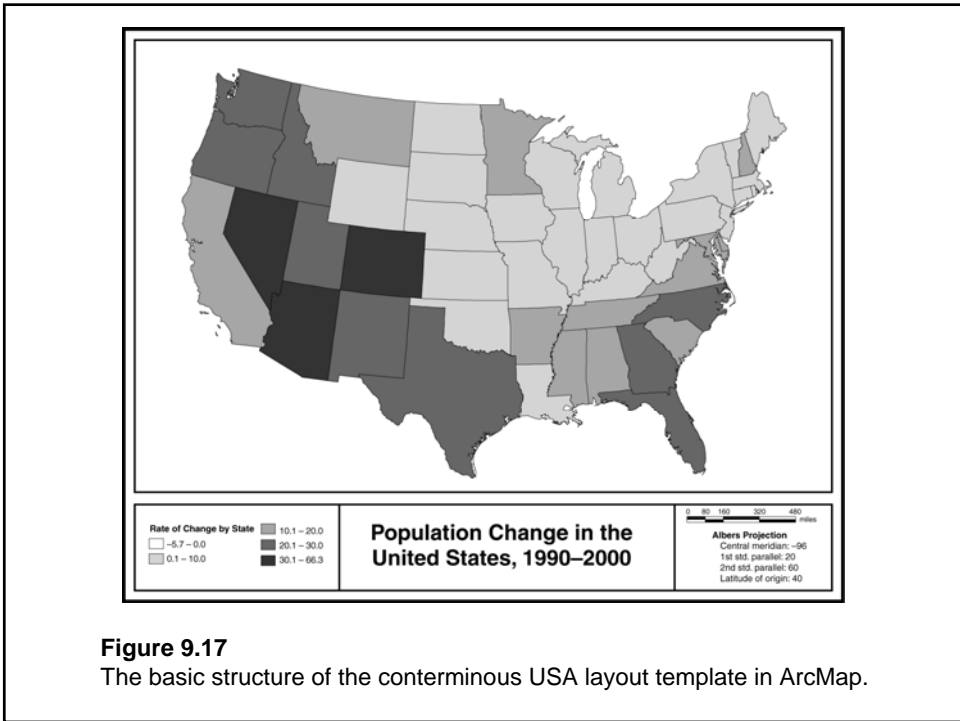 Rate of Change by State
–5.7 – 0.0
0.1 – 10.0
10.1 – 20.0
20.1 – 30.0
30.1 – 66.3
Population Change in the
United States, 1990–2000
0 80 160 320 480
miles
Albers Projection
Central meridian: –96
1st std. parallel: 20
2nd std. parallel: 60
Latitude of origin: 40
Figure 9.17
The basic structure of the conterminous USA layout template in ArcMap.